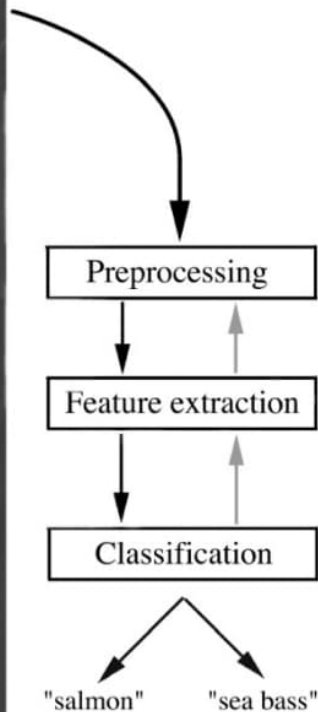 Preprocessing
Feature extraction
Classification
"salmon" "sea bass"